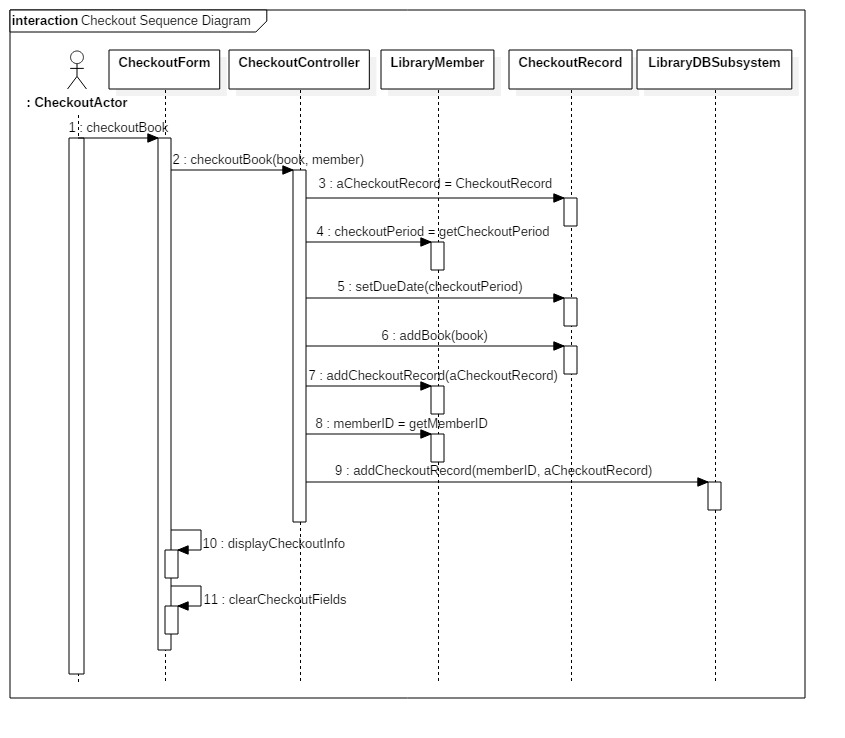 interaction Checkout Sequence Diagram
CheckoutForm
CheckoutController
LibraryMember
CheckoutRecord
LibraryDBSubsystem
: CheckoutActor
1 : checkoutBook
2 : checkoutBook(book, member)
3 : aCheckoutRecord = CheckoutRecord
4 : checkoutPeriod = getCheckoutPeriod
5 : setDueDate(checkoutPeriod)
6 : addBook(book)
7 : addCheckoutRecord(aCheckoutRecord)
8 : memberID = getMemberID
9 : addCheckoutRecord(memberID, aCheckoutRecord)
10 : displayCheckoutInfo
11 : clearCheckoutFields